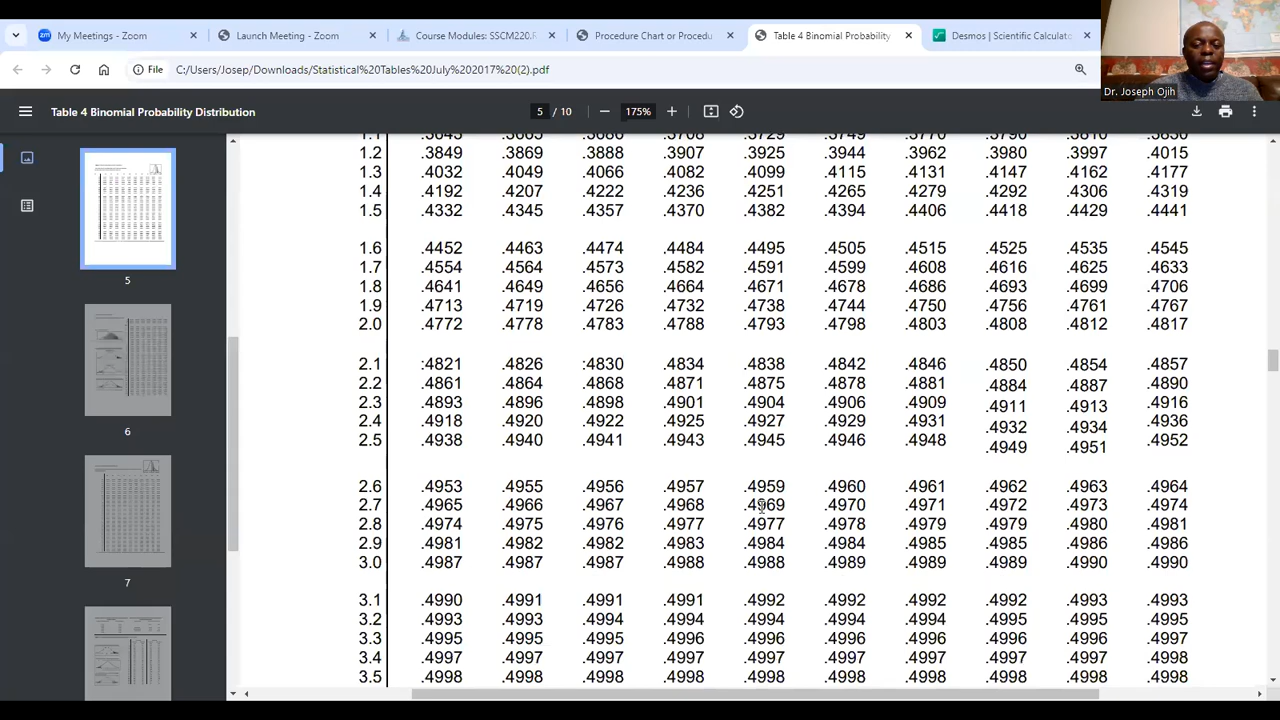 My Meetings - Zoom
Launch Meeting - Zoom
Course Modules: SSCM220.R
Procedure Chart or Procedu
Table 4 Binomial Probability
Desmos | Scientific Calculato
File C:/Users/Josep/Downloads/Statistical%20Tables%20July%202017%20(2).pdf
Dr. Joseph Ojih
Table 4 Binomial Probability Distribution
5 / 10
175%
1.1 .3643 .3665 .3686 .3708 .3729 .3749 .3770 .3790 .3810 .3830
1.2 .3849 .3869 .3888 .3907 .3925 .3944 .3962 .3980 .3997 .4015
1.3 .4032 .4049 .4066 .4082 .4099 .4115 .4131 .4147 .4162 .4177
1.4 .4192 .4207 .4222 .4236 .4251 .4265 .4279 .4292 .4306 .4319
1.5 .4332 .4345 .4357 .4370 .4382 .4394 .4406 .4418 .4429 .4441
1.6 .4452 .4463 .4474 .4484 .4495 .4505 .4515 .4525 .4535 .4545
1.7 .4554 .4564 .4573 .4582 .4591 .4599 .4608 .4616 .4625 .4633
1.8 .4641 .4649 .4656 .4664 .4671 .4678 .4686 .4693 .4699 .4706
1.9 .4713 .4719 .4726 .4732 .4738 .4744 .4750 .4756 .4761 .4767
2.0 .4772 .4778 .4783 .4788 .4793 .4798 .4803 .4808 .4812 .4817
2.1 :4821 .4826 :4830 .4834 .4838 .4842 .4846 .4850 .4854 .4857
2.2 .4861 .4864 .4868 .4871 .4875 .4878 .4881 .4884 .4887 .4890
2.3 .4893 .4896 .4898 .4901 .4904 .4906 .4909 .4911 .4913 .4916
2.4 .4918 .4920 .4922 .4925 .4927 .4929 .4931 .4932 .4934 .4936
2.5 .4938 .4940 .4941 .4943 .4945 .4946 .4948 .4949 .4951 .4952
2.6 .4953 .4955 .4956 .4957 .4959 .4960 .4961 .4962 .4963 .4964
2.7 .4965 .4966 .4967 .4968 .4969 .4970 .4971 .4972 .4973 .4974
2.8 .4974 .4975 .4976 .4977 .4977 .4978 .4979 .4979 .4980 .4981
2.9 .4981 .4982 .4982 .4983 .4984 .4984 .4985 .4985 .4986 .4986
3.0 .4987 .4987 .4987 .4988 .4988 .4989 .4989 .4989 .4990 .4990
3.1 .4990 .4991 .4991 .4991 .4992 .4992 .4992 .4992 .4993 .4993
3.2 .4993 .4993 .4994 .4994 .4994 .4994 .4994 .4995 .4995 .4995
3.3 .4995 .4995 .4995 .4996 .4996 .4996 .4996 .4996 .4996 .4997
3.4 .4997 .4997 .4997 .4997 .4997 .4997 .4997 .4997 .4997 .4998
3.5 .4998 .4998 .4998 .4998 .4998 .4998 .4998 .4998 .4998 .4998
5
6
7